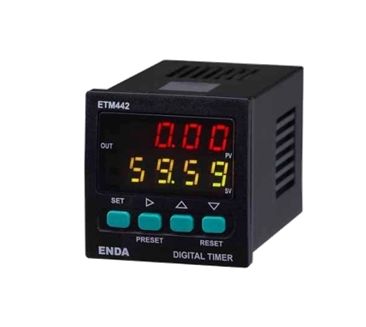 ETM442
0.00
OUT
PV
59.59
SV
SET
PRESET RESET
ENDA DIGITAL TIMER